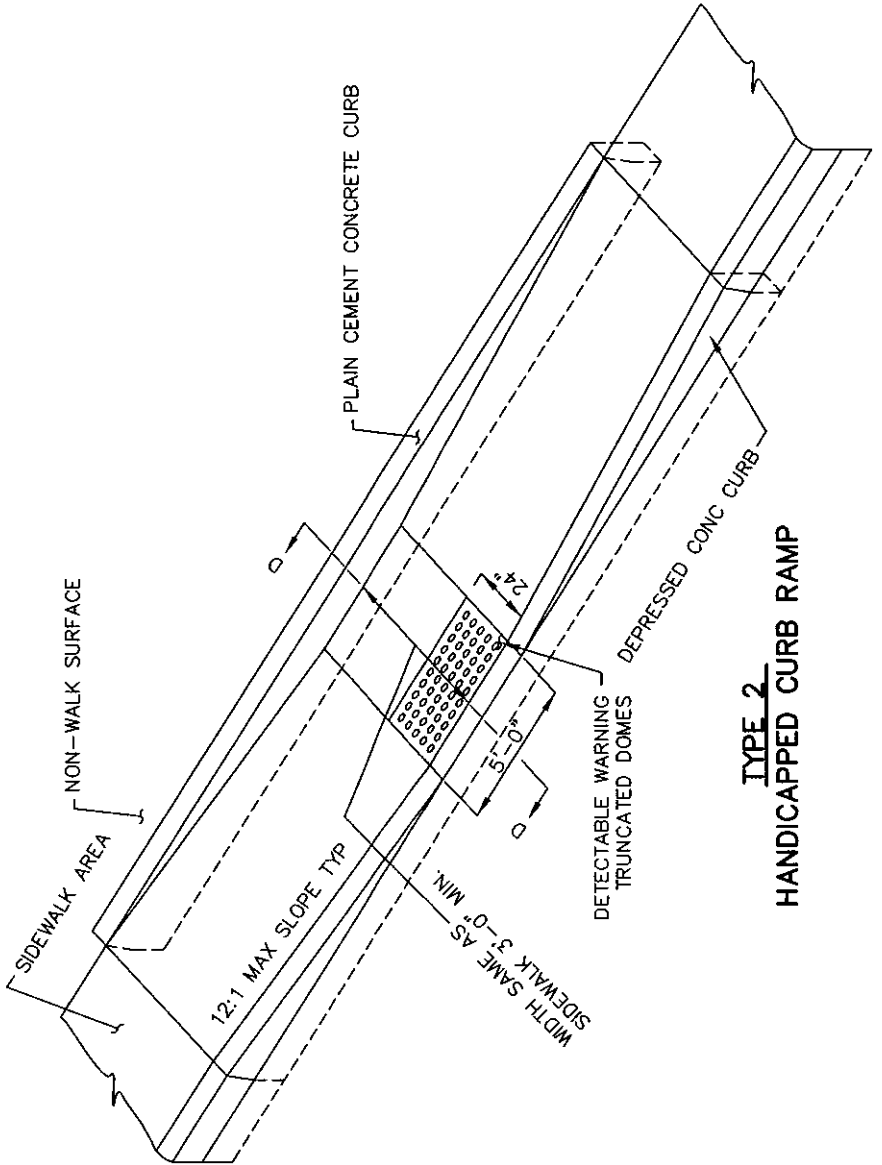 NON-WALK SURFACE
SIDEWALK AREA
PLAIN CEMENT CONCRETE CURB
12:1 MAX SLOPE TYP
D
24"
WIDTH SAME AS
SIDEWALK 3'-0" MIN.
5'-0"
D
DETECTABLE WARNING
TRUNCATED DOMES
DEPRESSED CONC CURB
TYPE 2
HANDICAPPED CURB RAMP